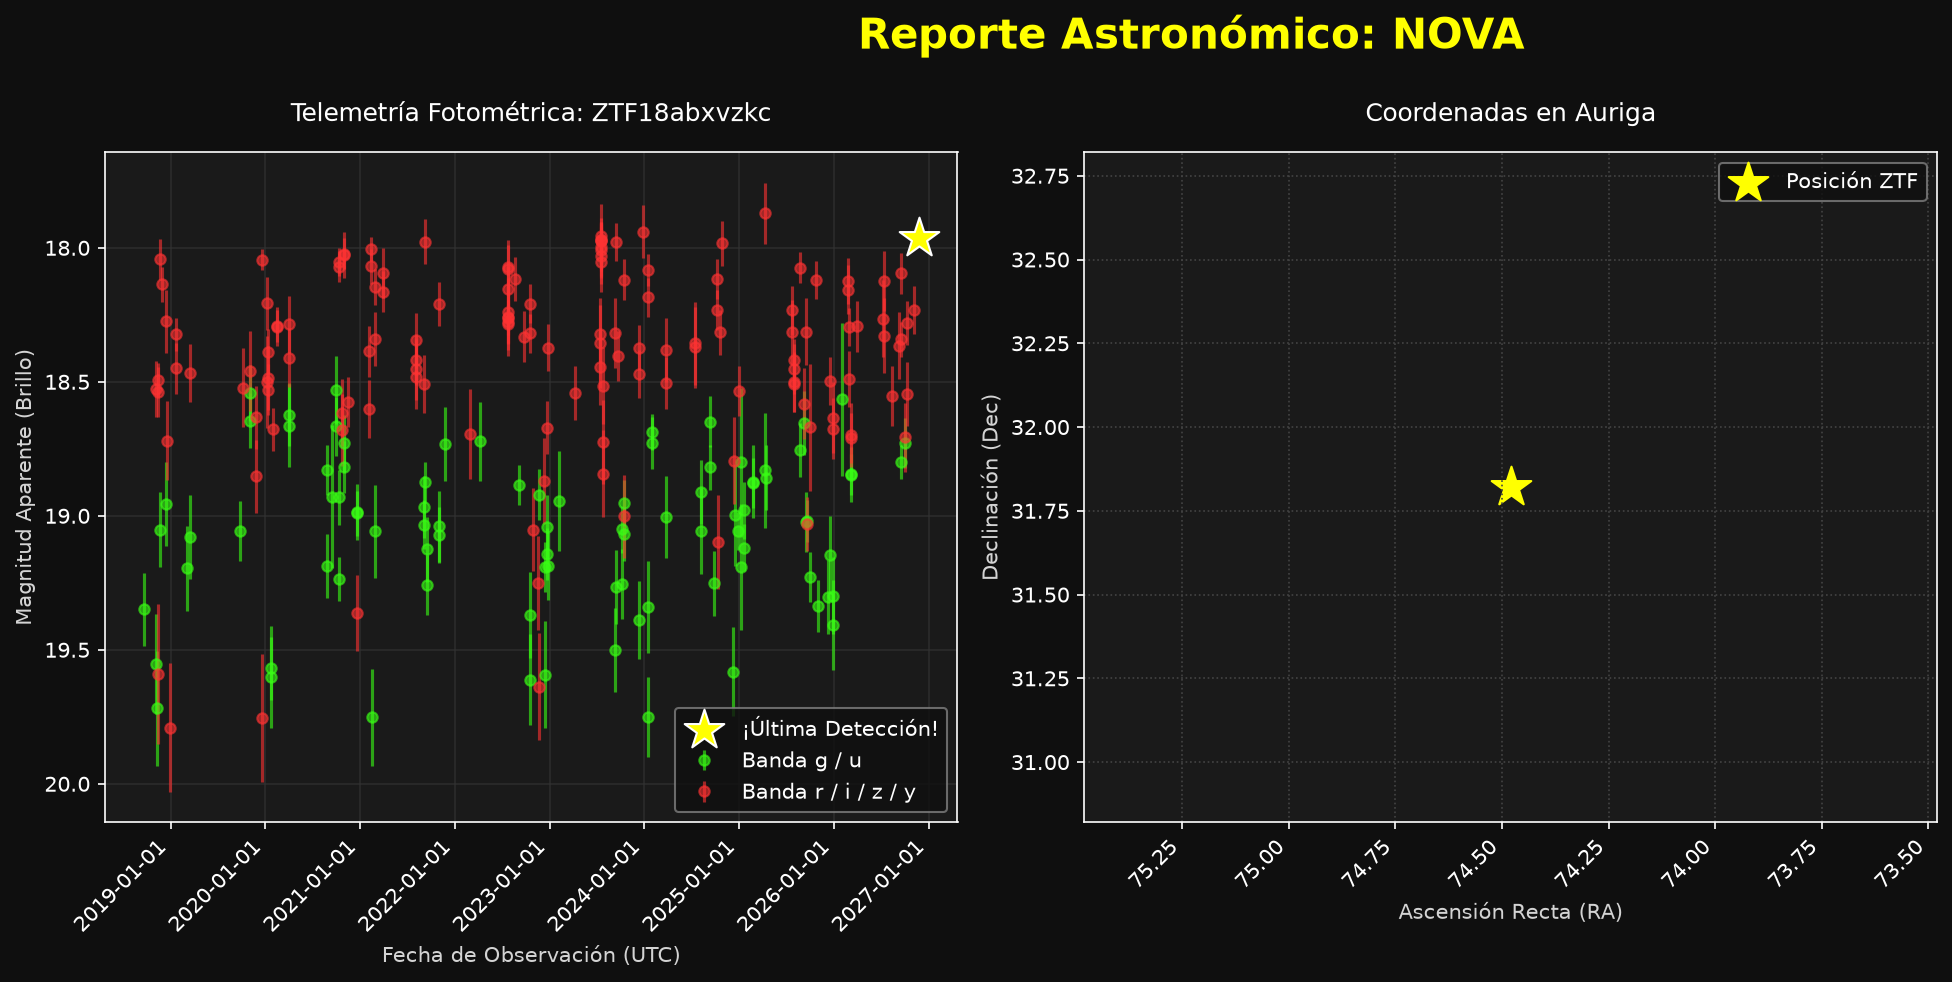 Reporte Astronómico: NOVA
Telemetría Fotométrica: ZTF18abxvzkc
Magnitud Aparente (Brillo)
18.0
18.5
19.0
19.5
20.0
¡Última Detección!
Banda g / u
Banda r / i / z / y
2019-01-01
2020-01-01
2021-01-01
2022-01-01
2023-01-01
2024-01-01
2025-01-01
2026-01-01
2027-01-01
Fecha de Observación (UTC)
Coordenadas en Auriga
Declinación (Dec)
32.75
32.50
32.25
32.00
31.75
31.50
31.25
31.00
Posición ZTF
75.25
75.00
74.75
74.50
74.25
74.00
73.75
73.50
Ascensión Recta (RA)